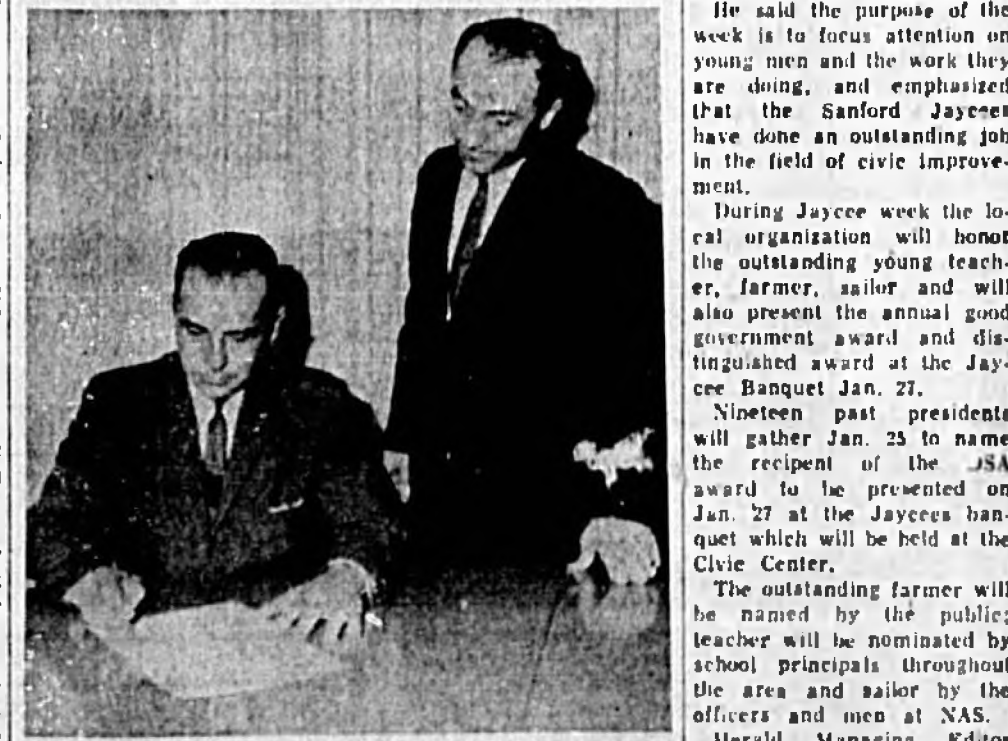 He said the purpose of the
week is to focus attention on
young men and the work they
are doing, and emphasized
that the Sanford Jaycees
have done an outstanding job
in the field of civic improve-
ment.
During Jaycee week the lo-
cal organization will honor
the outstanding young teach-
er, farmer, sailor and will
also present the annual good
government award and dis-
tinguished award at the Jay-
cee Banquet Jan. 27.
Nineteen past presidents
will gather Jan. 25 to name
the recipent of the DSA
award to be presented on
Jan. 27 at the Jaycees ban-
quet which will be held at the
Civic Center.
The outstanding farmer will
be named by the public;
teacher will be nominated by
school principals throughout
the area and sailor by the
officers and men at NAS.
Herald Managing Editor